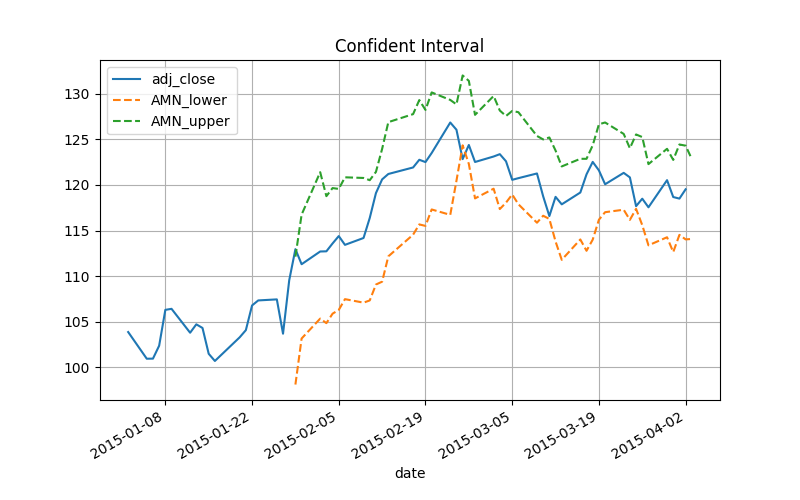 Confident Interval
adj_close
AMN_lower
AMN_upper
130
125
120
115
110
105
100
2015-01-08
2015-01-22
2015-02-05
2015-02-19
2015-03-05
2015-03-19
2015-04-02
date